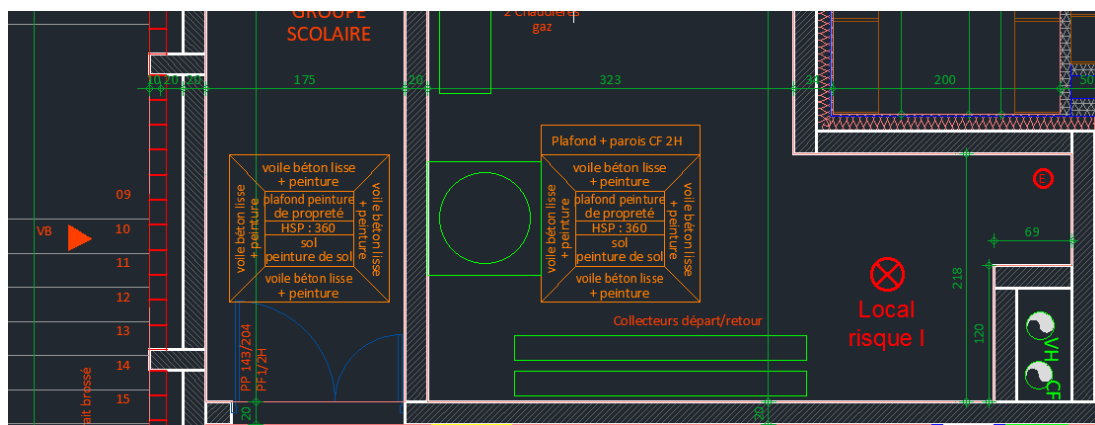 GROUPE
SCOLAIRE
2 Chaudières
gaz
10
20
20
175
20
323
30
200
50
Plafond + parois CF 2H
voile béton lisse
+ peinture
voile béton lisse
+ peinture
plafond peinture
de propreté
HSP : 360
sol
peinture de sol
voile béton lisse
+ peinture
voile béton lisse
+ peinture
voile béton lisse
+ peinture
voile béton lisse
+ peinture
plafond peinture
de propreté
HSP : 360
sol
peinture de sol
voile béton lisse
+ peinture
voile béton lisse
+ peinture
E
09
VB
10
11
12
13
14
15
ait brossé
69
218
120
Local
risque I
Collecteurs départ/retour
PP 143/204
PF1/2H
VH
CF
20
20